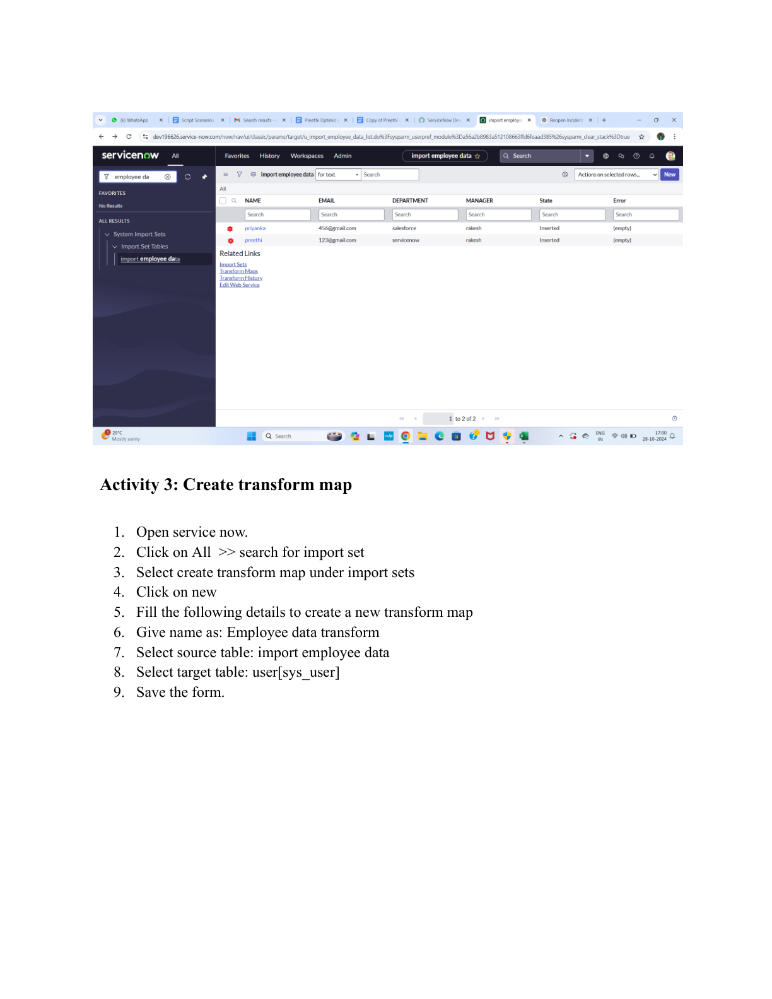 (6) WhatsApp
Script Scenarios
Search results -
Preethi Optimizi
Copy of Preethi
ServiceNow Dev
import employe
Reopen Incident
dev196626.service-now.com/now/nav/ui/classic/params/target/u_import_employee_data_list.do%3Fsysparm_userpref_module%3Da56a2b8983a512108663ffd6feaad385%26sysparm_clear_stack%3Dtrue
servicenow All Favorites History Workspaces Admin import employee data Search
employee da
FAVORITES
No Results
ALL RESULTS
System Import Sets
Import Set Tables
import employee data
import employee data for text Search Actions on selected rows... New
All
NAME EMAIL DEPARTMENT MANAGER State Error
Search Search Search Search Search Search
priyanka 456@gmail.com salesforce rakesh Inserted (empty)
preethi 123@gmail.com servicenow rakesh Inserted (empty)
Related Links
Import Sets
Transform Maps
Transform History
Edit Web Service
1 to 2 of 2
29°C
Mostly sunny
Search
ENG
IN
17:00
28-10-2024
Activity 3: Create transform map
1. Open service now.
2. Click on All >> search for import set
3. Select create transform map under import sets
4. Click on new
5. Fill the following details to create a new transform map
6. Give name as: Employee data transform
7. Select source table: import employee data
8. Select target table: user[sys_user]
9. Save the form.